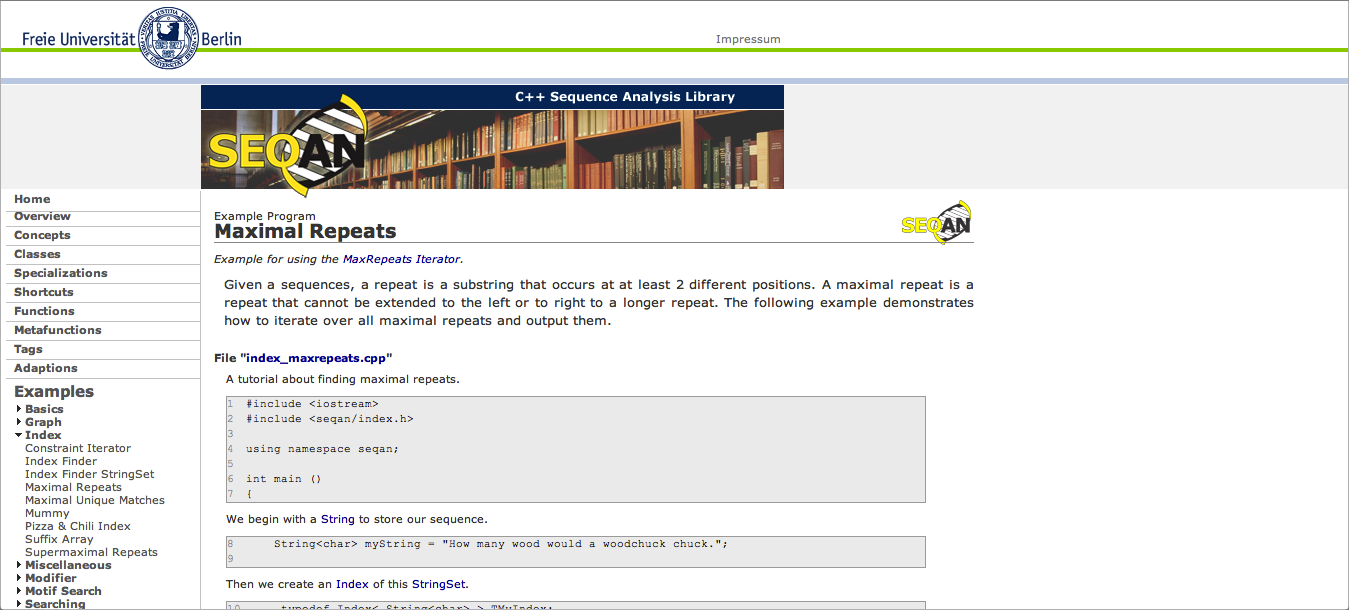 Freie Universität Berlin
Impressum
C++ Sequence Analysis Library
SEQAN
Home
Overview
Concepts
Classes
Specializations
Shortcuts
Functions
Metafunctions
Tags
Adaptions
Examples
Basics
Graph
Index
Constraint Iterator
Index Finder
Index Finder StringSet
Maximal Repeats
Maximal Unique Matches
Mummy
Pizza & Chili Index
Suffix Array
Supermaximal Repeats
Miscellaneous
Modifier
Motif Search
Searching
Example Program
Maximal Repeats
SEQAN
Example for using the MaxRepeats Iterator.
Given a sequences, a repeat is a substring that occurs at at least 2 different positions. A maximal repeat is a
repeat that cannot be extended to the left or to right to a longer repeat. The following example demonstrates
how to iterate over all maximal repeats and output them.
File "index_maxrepeats.cpp"
A tutorial about finding maximal repeats.
1 #include <iostream>
2 #include <seqan/index.h>
3
4 using namespace seqan;
5
6 int main ()
7 {
We begin with a String to store our sequence.
8 String<char> myString = "How many wood would a woodchuck chuck.";
9
Then we create an Index of this StringSet.
10 typedef Index< String<char> > TMyIndex;